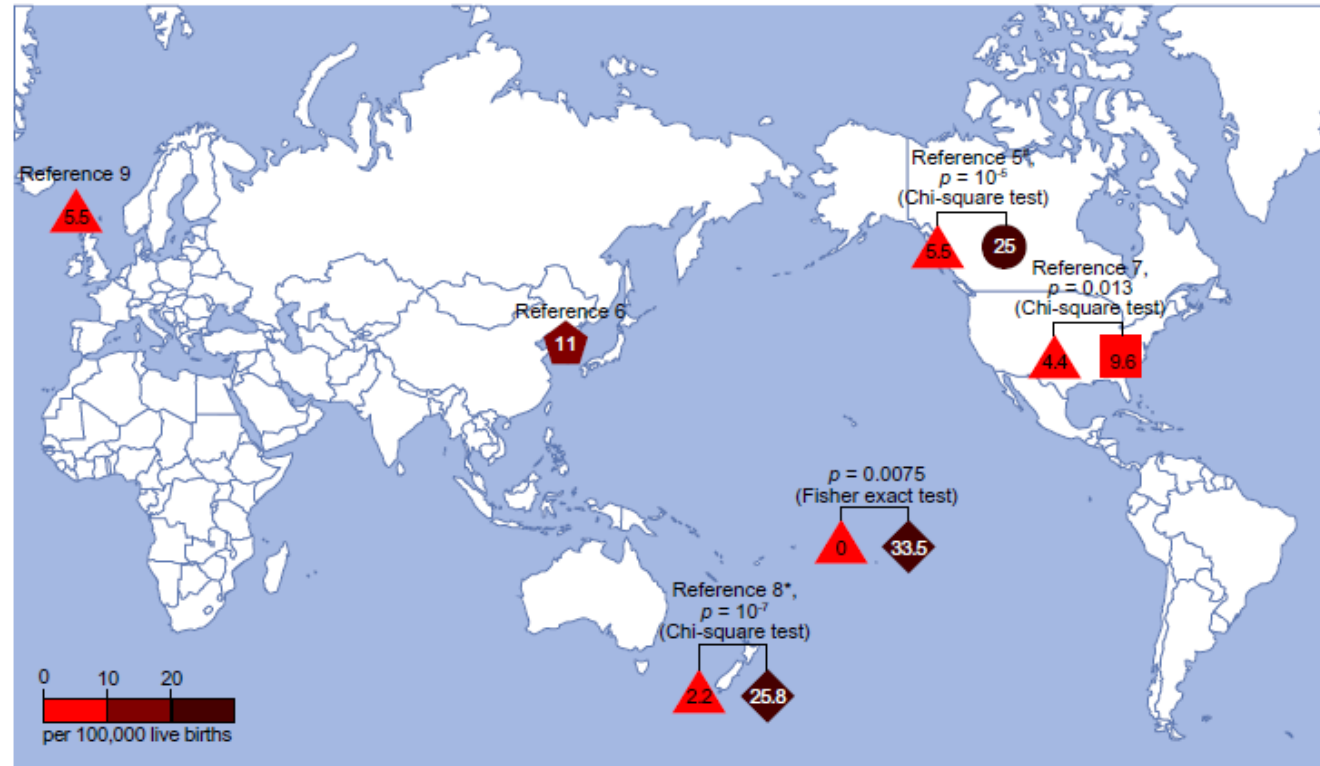 Reference 9
5.5
Reference 6
11
Reference 5*
p = 10-5
(Chi-square test)
5.5
25
Reference 7,
p = 0.013
(Chi-square test)
4.4
9.6
p = 0.0075
(Fisher exact test)
0
33.5
Reference 8*,
p = 10-7
(Chi-square test)
2.2
25.8
0 10 20
per 100,000 live births